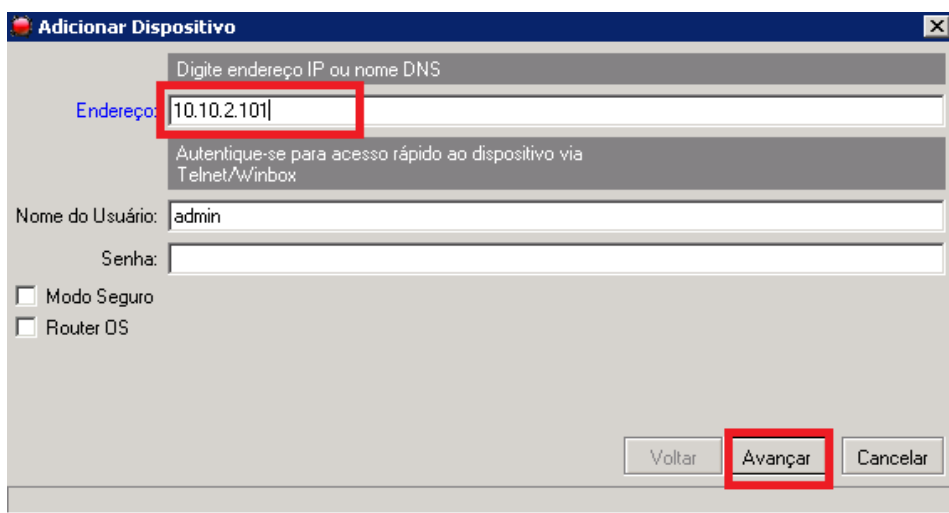 Adicionar Dispositivo
Digite endereço IP ou nome DNS
Endereço: 10.10.2.101
Autentique-se para acesso rápido ao dispositivo via
Telnet/Winbox
Nome do Usuário: admin
Senha:
Modo Seguro
Router OS
Voltar Avançar Cancelar